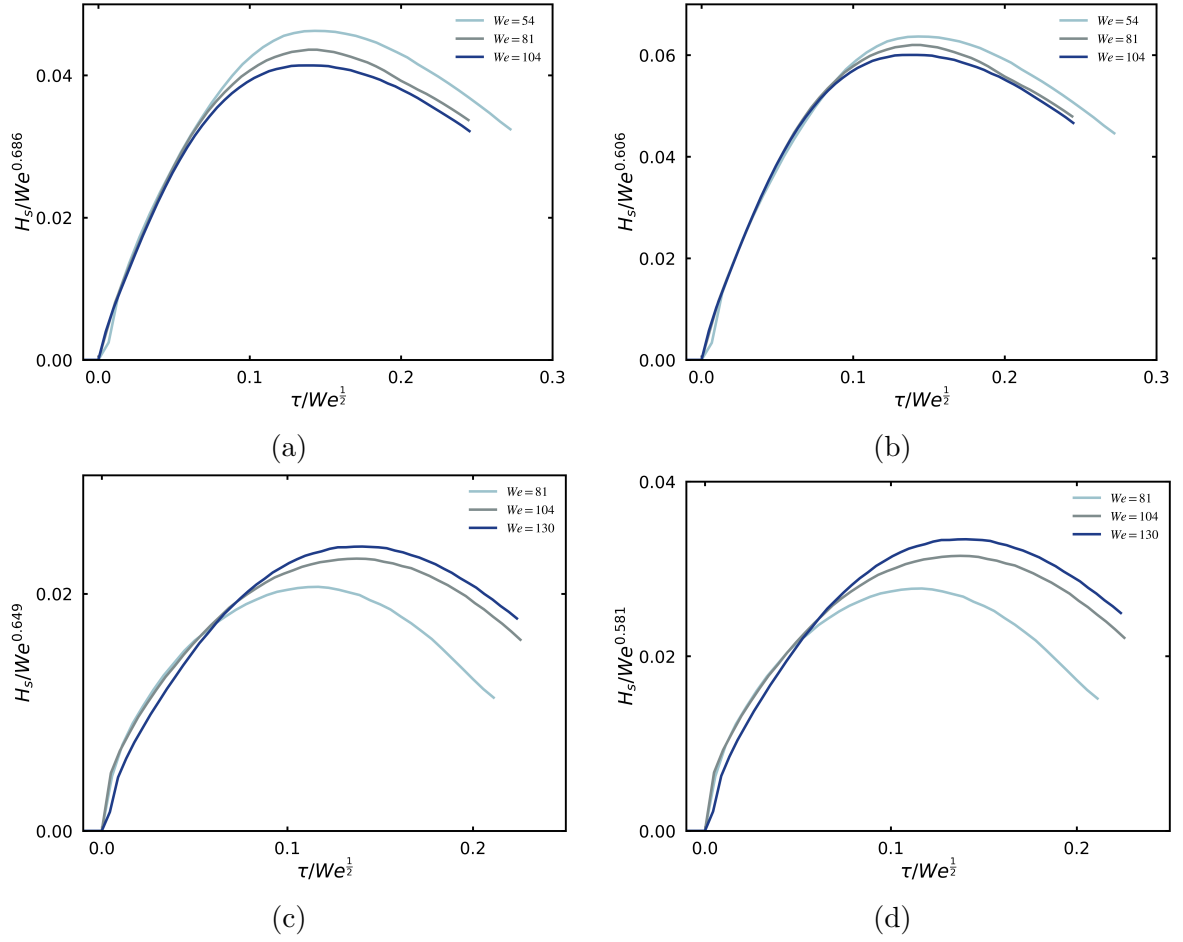 We = 54
We = 81
We = 104
0.04
0.02
0.00
H_s/We^{0.686}
0.0
0.1
0.2
0.3
τ/We^{\frac{1}{2}}
(a)
We = 54
We = 81
We = 104
0.06
0.04
0.02
0.00
H_s/We^{0.606}
0.0
0.1
0.2
0.3
τ/We^{\frac{1}{2}}
(b)
We = 81
We = 104
We = 130
0.02
0.00
H_s/We^{0.649}
0.0
0.1
0.2
τ/We^{\frac{1}{2}}
(c)
We = 81
We = 104
We = 130
0.04
0.02
0.00
H_s/We^{0.581}
0.0
0.1
0.2
τ/We^{\frac{1}{2}}
(d)